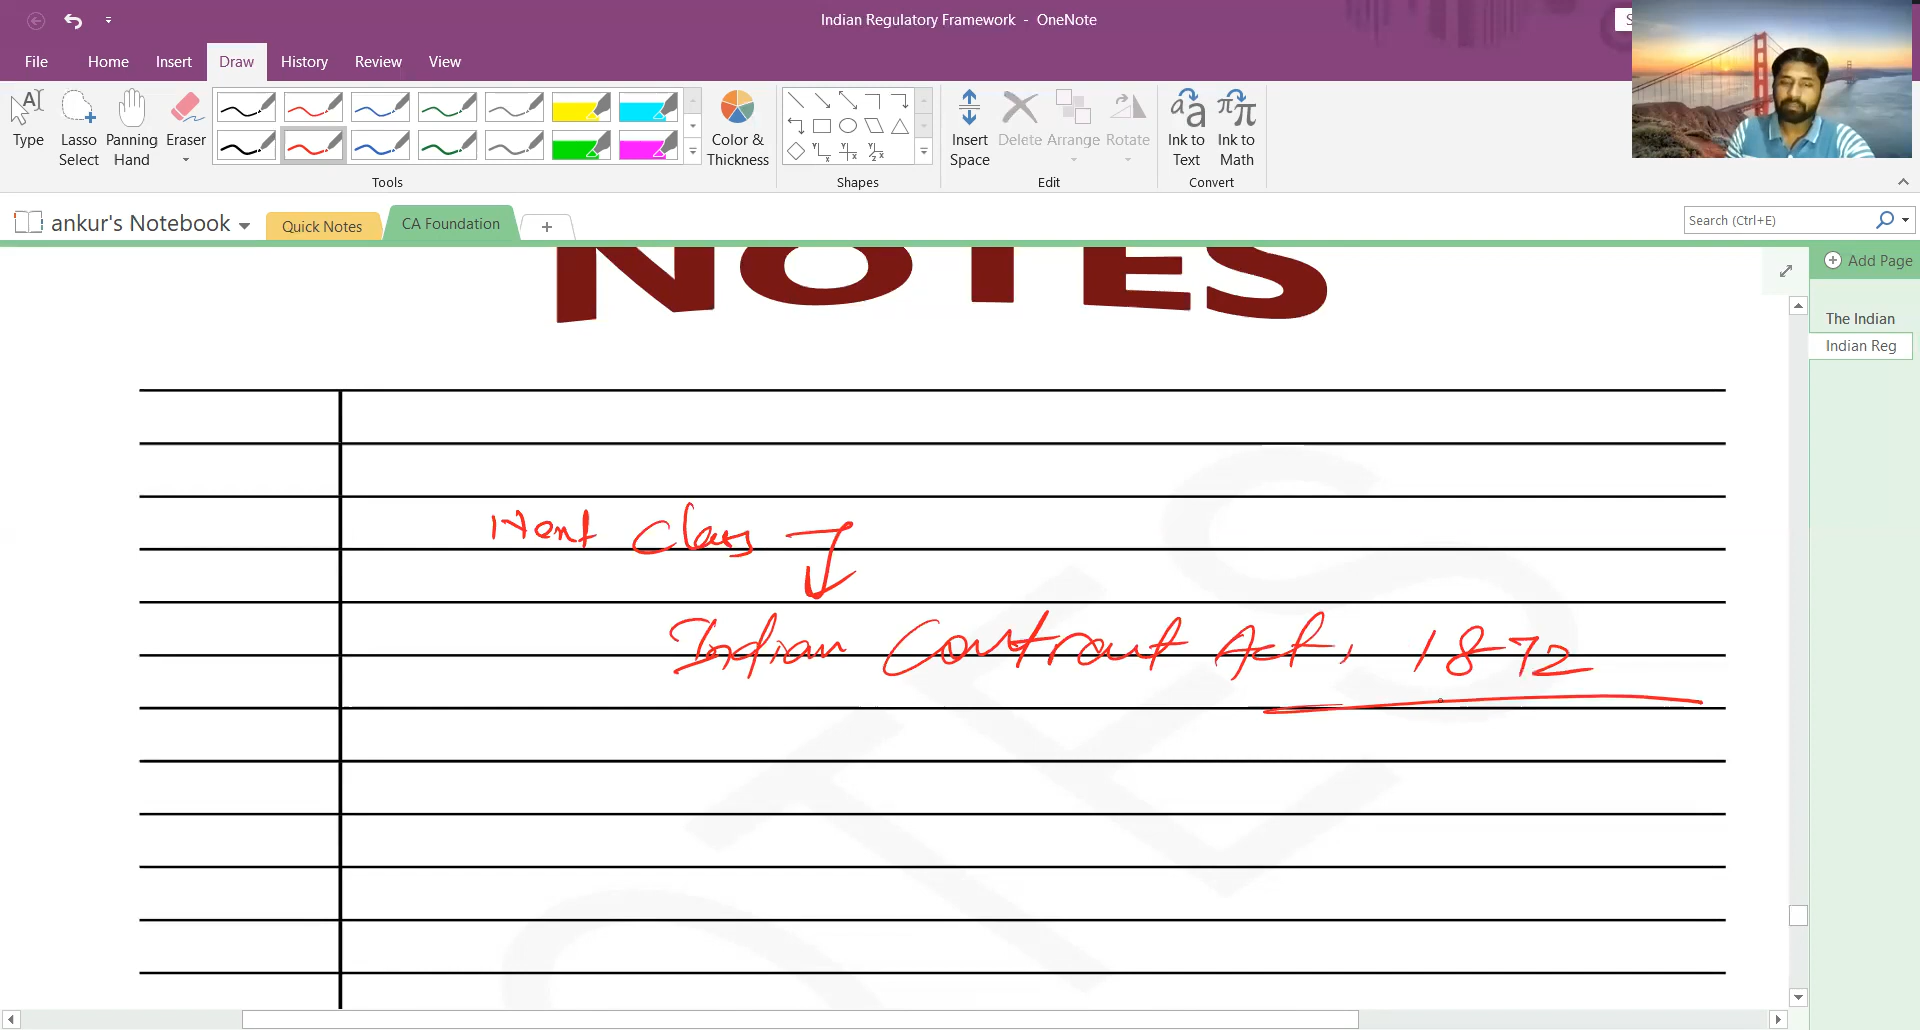 Indian Regulatory Framework - OneNote
File Home Insert Draw History Review View
Type
Lasso Select
Panning Hand
Eraser
Color & Thickness
Insert Space
Delete
Arrange
Rotate
Ink to Text
Ink to Math
Tools
Shapes
Edit
Convert
ankur's Notebook
Quick Notes
CA Foundation
Search (Ctrl+E)
Add Page
The Indian
Indian Reg
NOTES
Next Class
Indian Contract Act, 1872
NOTES